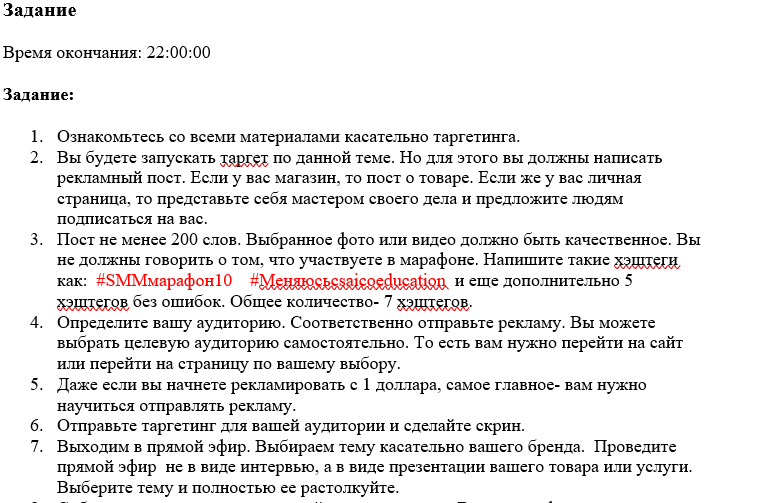 Задание
Время окончания: 22:00:00
Задание:
1. Ознакомьтесь со всеми материалами касательно таргетинга.
2. Вы будете запускать таргет по данной теме. Но для этого вы должны написать
рекламный пост. Если у вас магазин, то пост о товаре. Если же у вас личная
страница, то представьте себя мастером своего дела и предложите людям
подписаться на вас.
3. Пост не менее 200 слов. Выбранное фото или видео должно быть качественное. Вы
не должны говорить о том, что участвуете в марафоне. Напишите такие хэштеги
как: #SMMмарафон10 #Меняюсьсsaicoeducation и еще дополнительно 5
хэштегов без ошибок. Общее количество- 7 хэштегов.
4. Определите вашу аудиторию. Соответственно отправьте рекламу. Вы можете
выбрать целевую аудиторию самостоятельно. То есть вам нужно перейти на сайт
или перейти на страницу по вашему выбору.
5. Даже если вы начнете рекламировать с 1 доллара, самое главное- вам нужно
научиться отправлять рекламу.
6. Отправьте таргетинг для вашей аудитории и сделайте скрин.
7. Выходим в прямой эфир. Выбираем тему касательно вашего бренда. Проведите
прямой эфир не в виде интервью, а в виде презентации вашего товара или услуги.
Выберите тему и полностью ее растолкуйте.